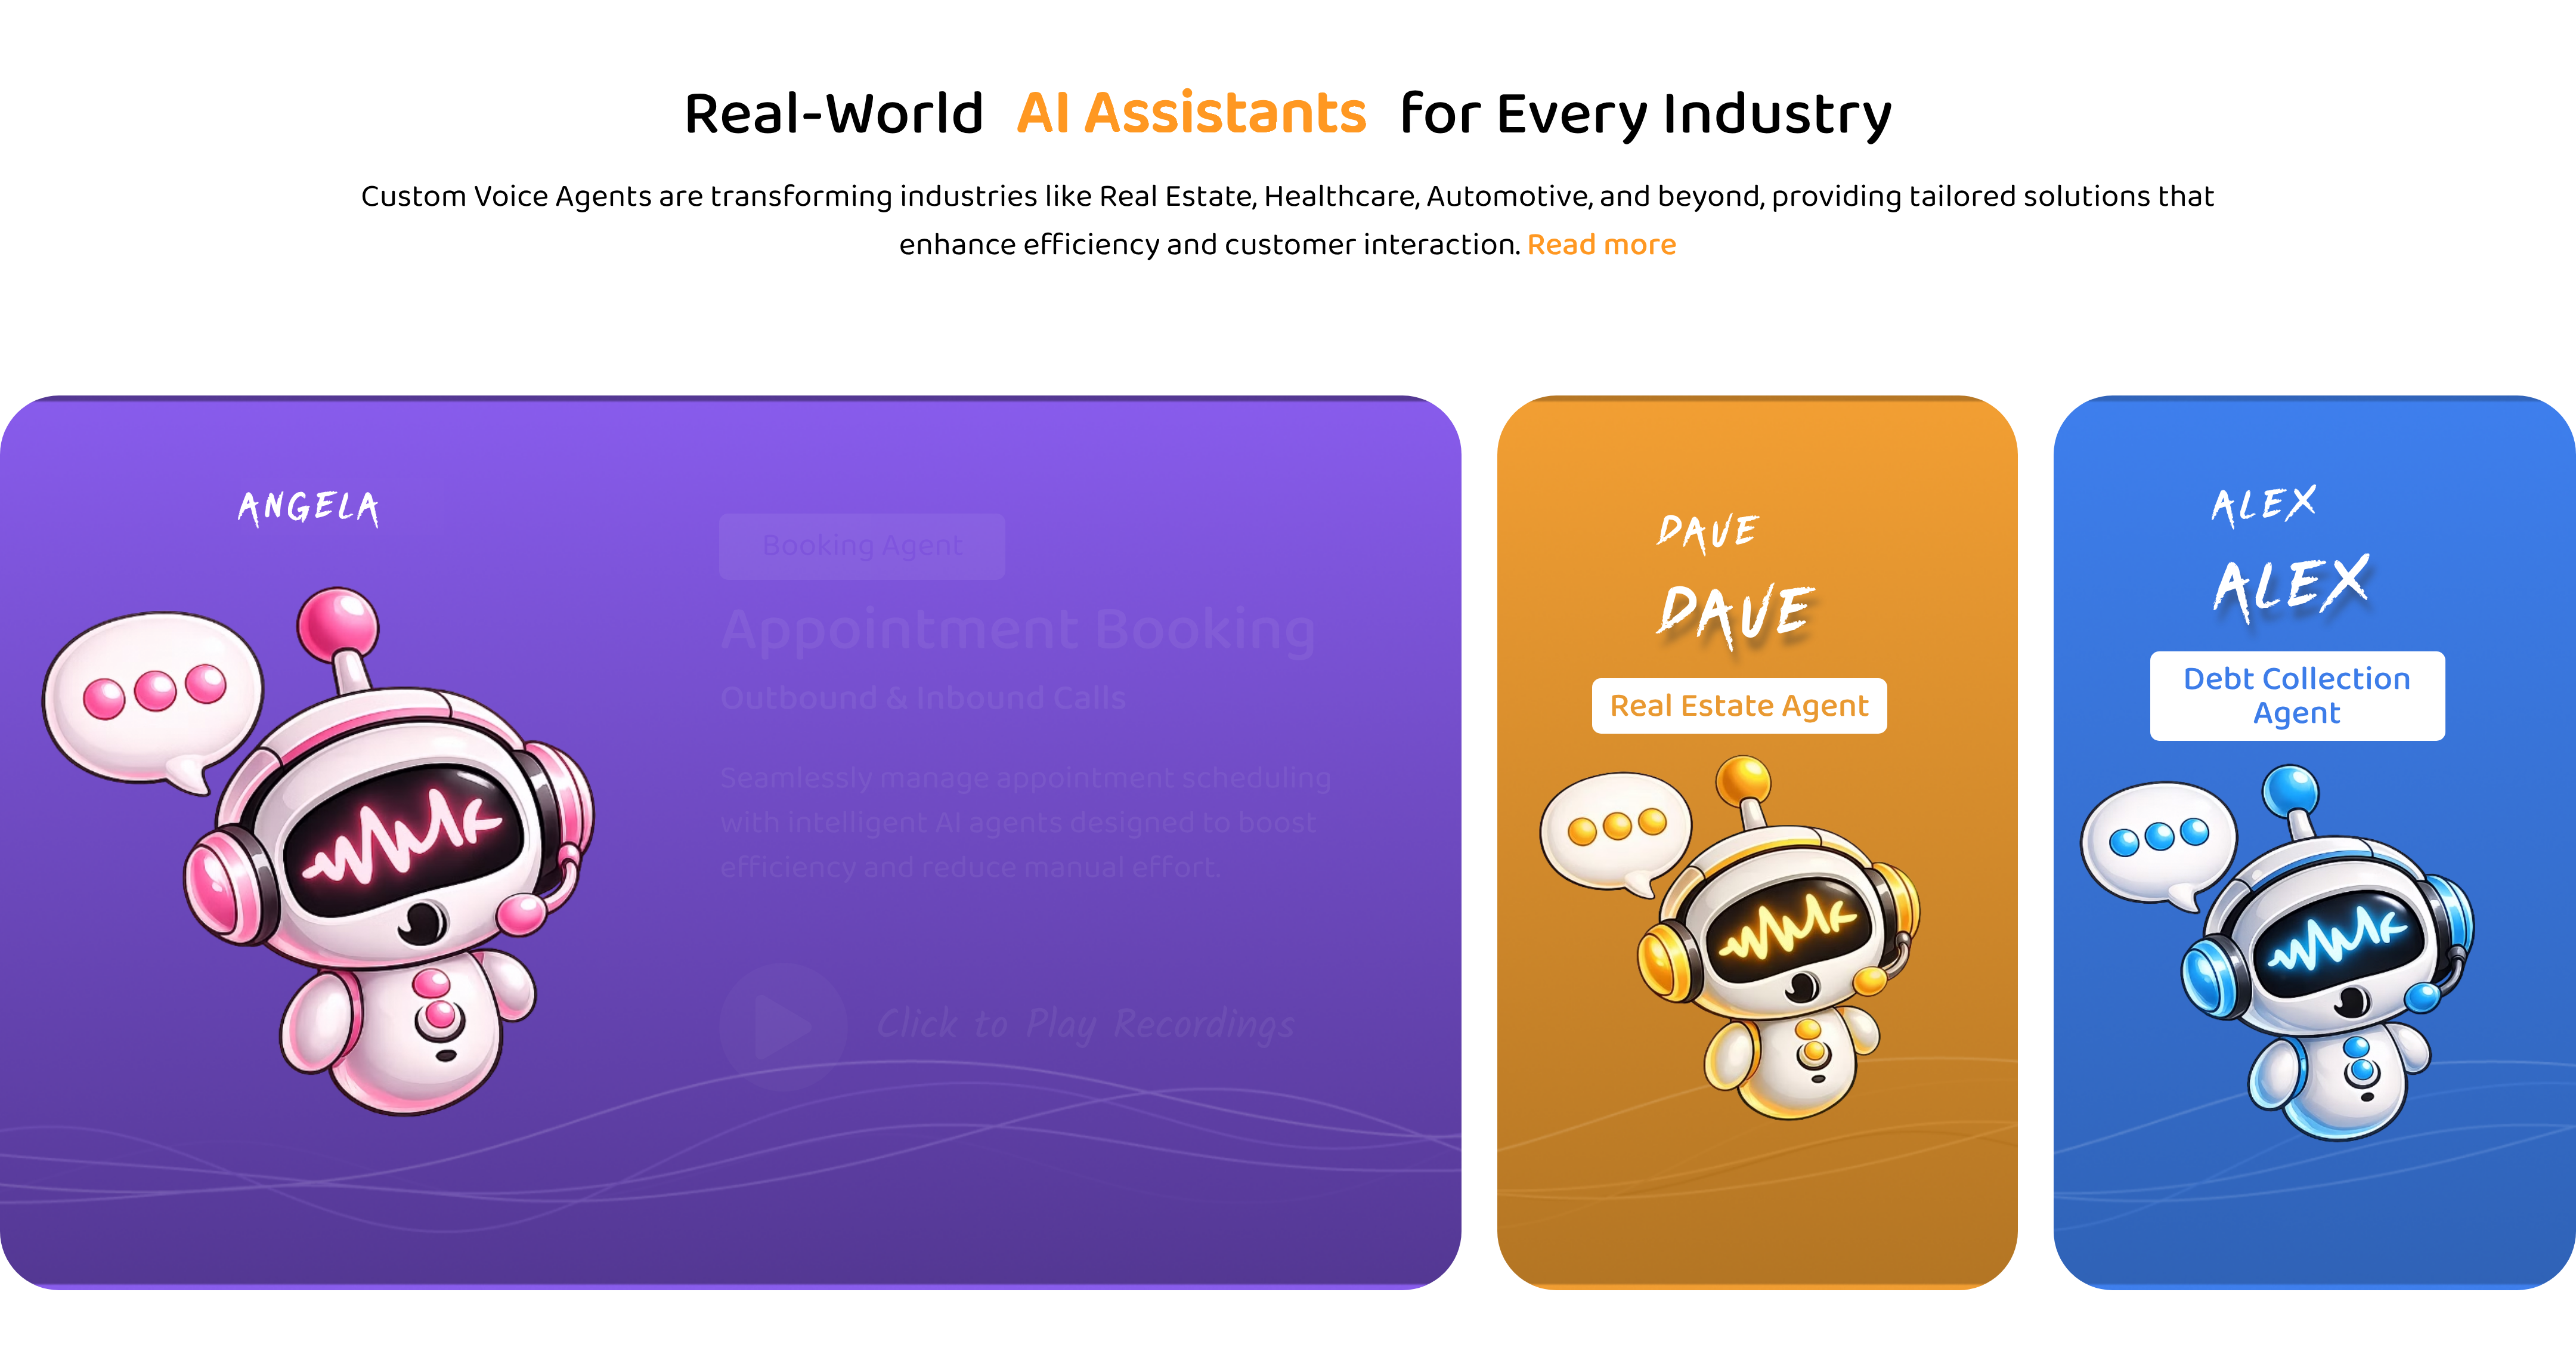 Real-World AI Assistants for Every Industry
Custom Voice Agents are transforming industries like Real Estate, Healthcare, Automotive, and beyond, providing tailored solutions that
enhance efficiency and customer interaction. Read more
ANGELA
Booking Agent
Appointment Booking
Outbound & Inbound Calls
Seamlessly manage appointment scheduling
with intelligent AI agents designed to boost
efficiency and reduce manual effort.
Click to Play Recordings
DAVE
DAVE
Real Estate Agent
ALEX
ALEX
Debt Collection
Agent